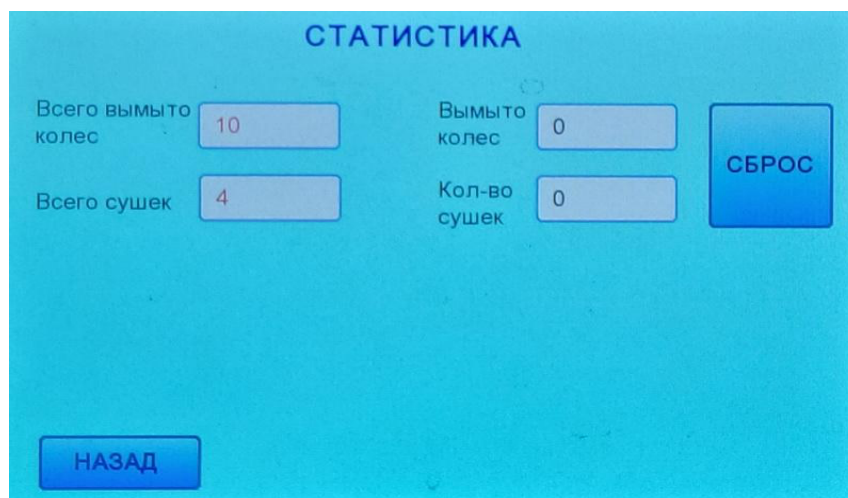 СТАТИСТИКА
Всего вымыто
колес
10
Вымыто
колес
0
СБРОС
Всего сушек
4
Кол-во
сушек
0
НАЗАД